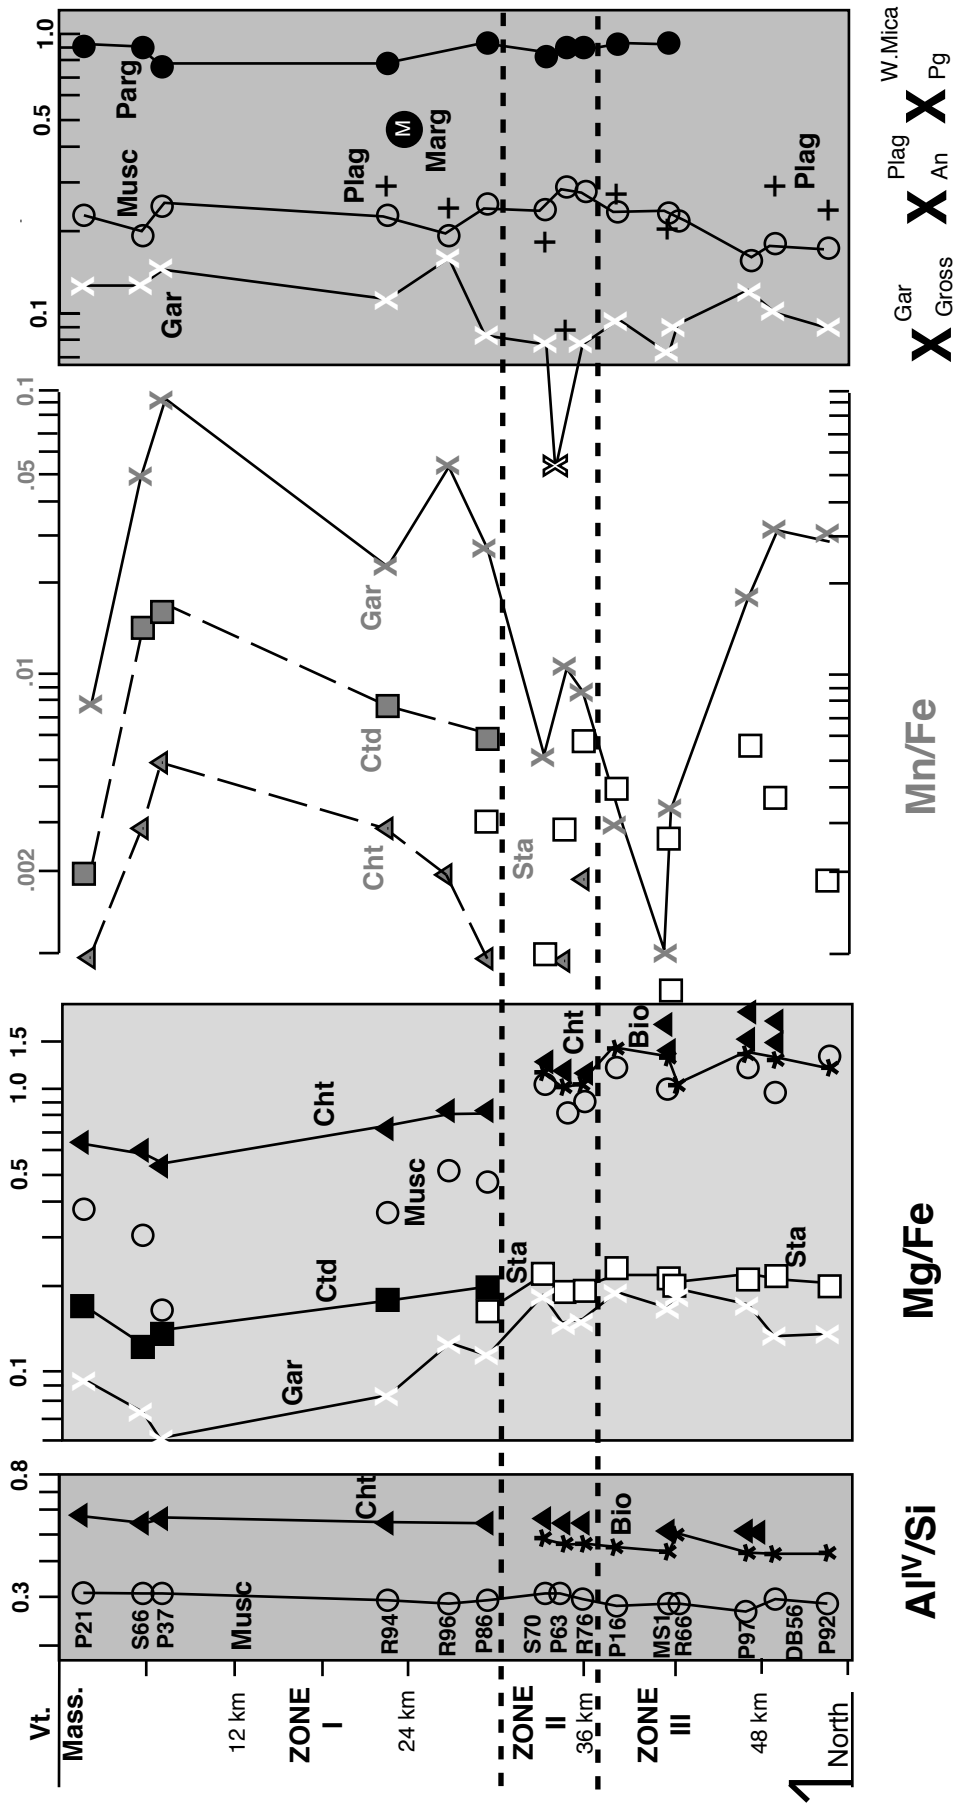 1.0
0.5
0.1
Parg
Musc
Gar
Plag
M
Marg
Plag
X Gar Gross
X Plag An
X W.Mica Pg
0.1
.05
.01
.002
Gar
Ctd
Cht
Sta
Mn/Fe
1.5
1.0
0.5
0.1
Cht
Musc
Ctd
Gar
Sta
Cht
Bio
Sta
Mg/Fe
0.8
0.3
Cht
Musc
Bio
P21
S66
P37
R94
R96
P86
S70
P63
R76
P16
MS1
R66
P97
DB56
P92
Al IV/Si
Vt.
Mass.
12 km
ZONE
I
24 km
ZONE
II
36 km
ZONE
III
48 km
North